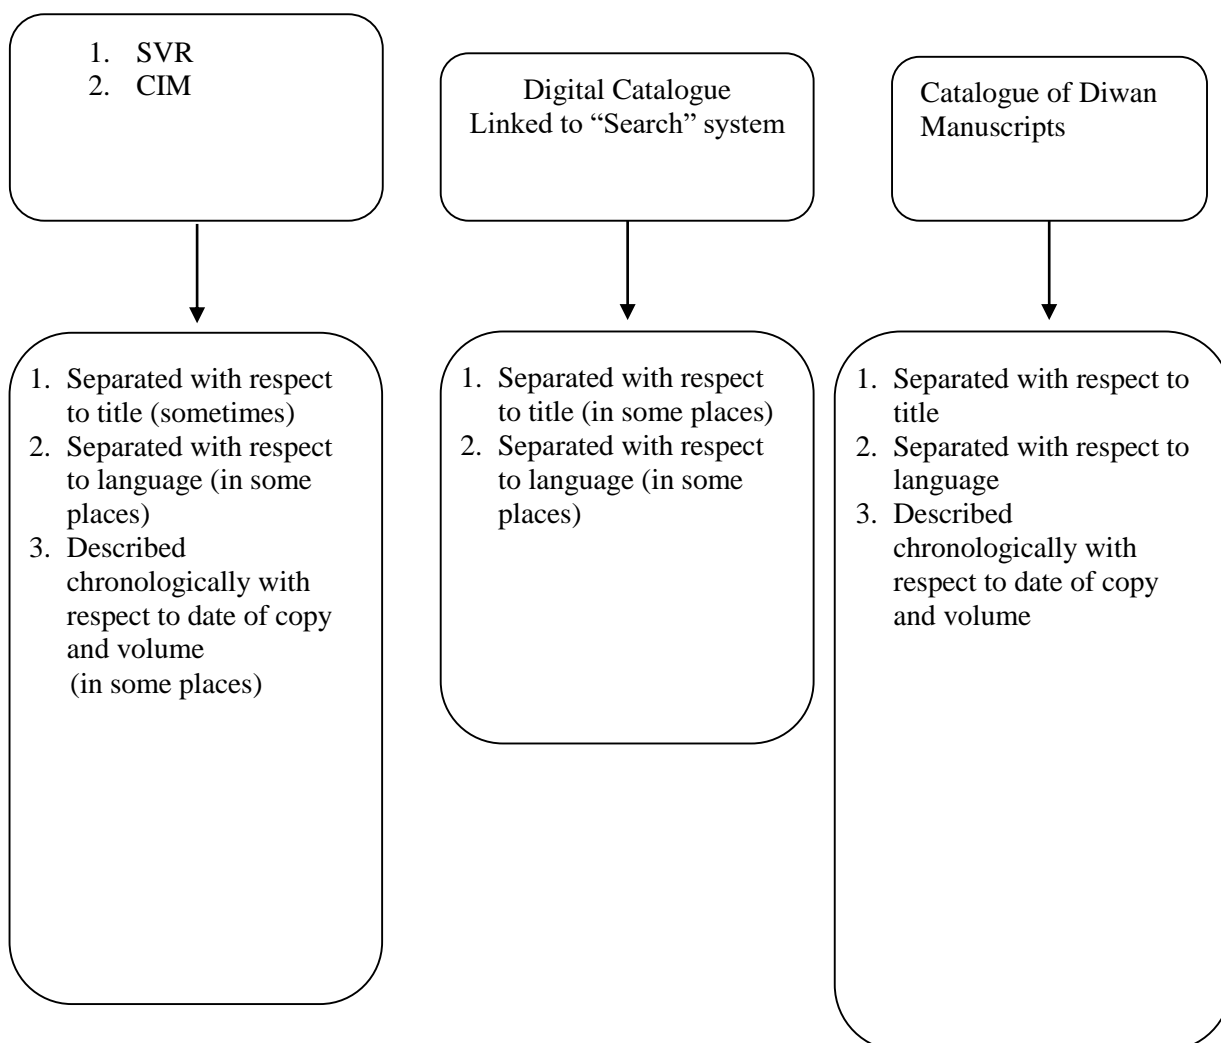 1. SVR
2. CIM
Digital Catalogue
Linked to “Search” system
Catalogue of Diwan
Manuscripts
1. Separated with respect
to title (sometimes)
2. Separated with respect
to language (in some
places)
3. Described
chronologically with
respect to date of copy
and volume
(in some places)
1. Separated with respect
to title (in some places)
2. Separated with respect
to language (in some
places)
1. Separated with respect to
title
2. Separated with respect to
language
3. Described
chronologically with
respect to date of copy
and volume